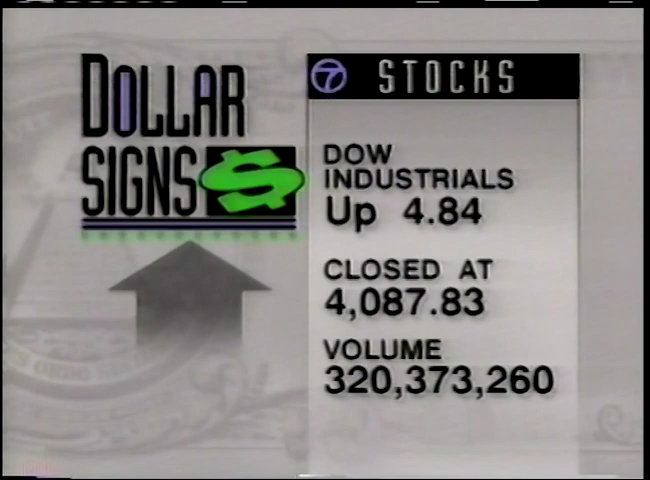 DOLLAR
SIGNS $
7 STOCKS
DOW
INDUSTRIALS
Up 4.84
CLOSED AT
4,087.83
VOLUME
320,373,260